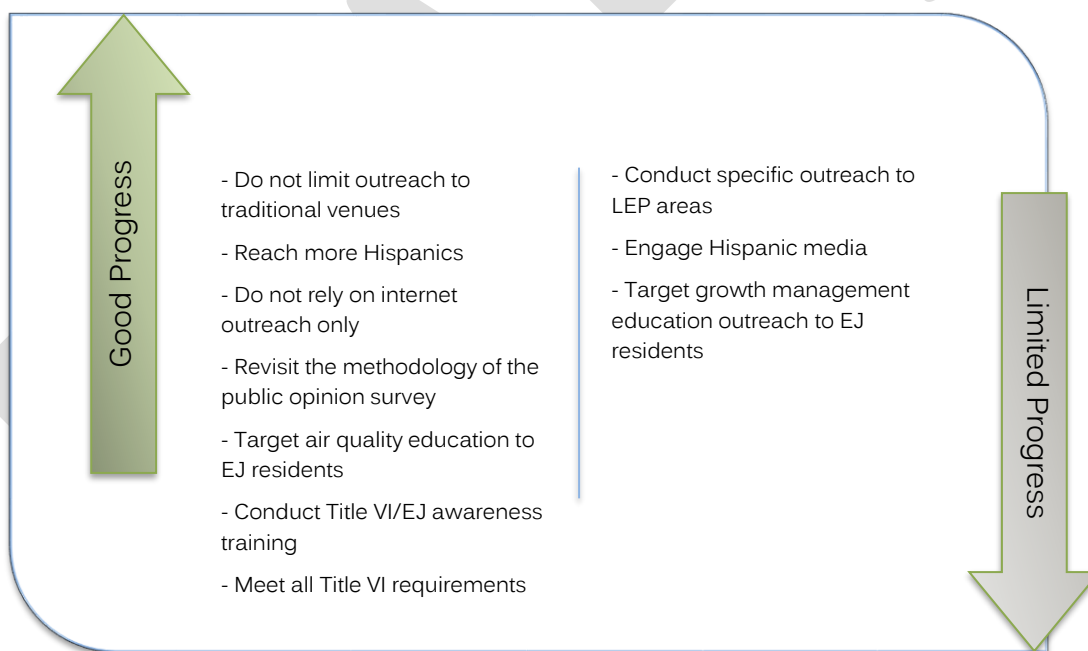 Good Progress
- Do not limit outreach to
traditional venues
- Reach more Hispanics
- Do not rely on internet
outreach only
- Revisit the methodology of the
public opinion survey
- Target air quality education to
EJ residents
- Conduct Title VI/EJ awareness
training
- Meet all Title VI requirements
- Conduct specific outreach to
LEP areas
- Engage Hispanic media
- Target growth management
education outreach to EJ
residents
Limited Progress